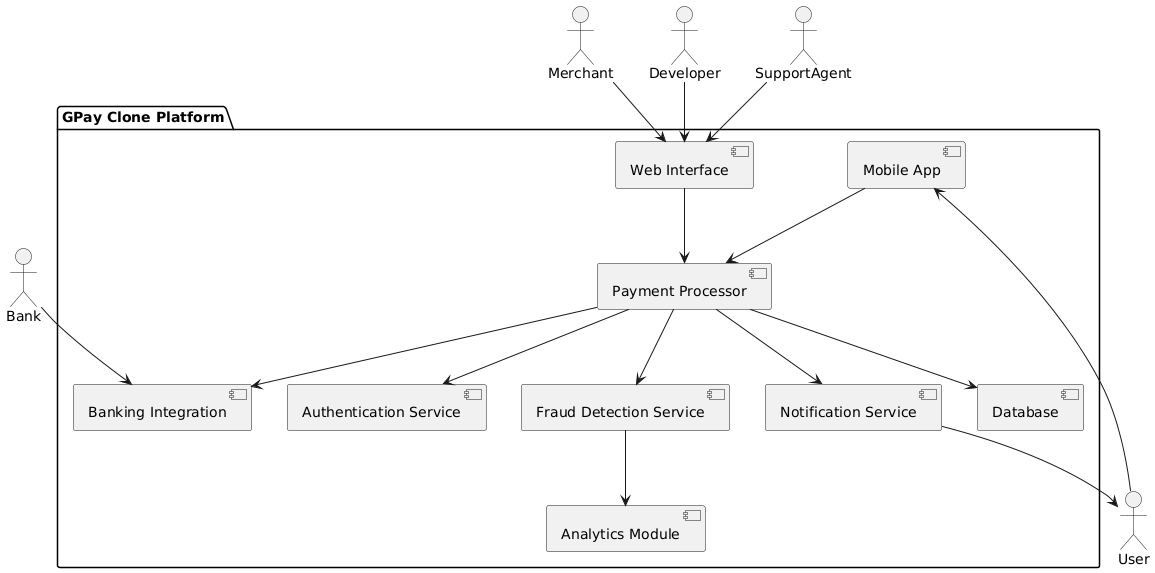 Merchant
Developer
SupportAgent
GPay Clone Platform
Web Interface
Mobile App
Payment Processor
Bank
Banking Integration
Authentication Service
Fraud Detection Service
Notification Service
Database
Analytics Module
User